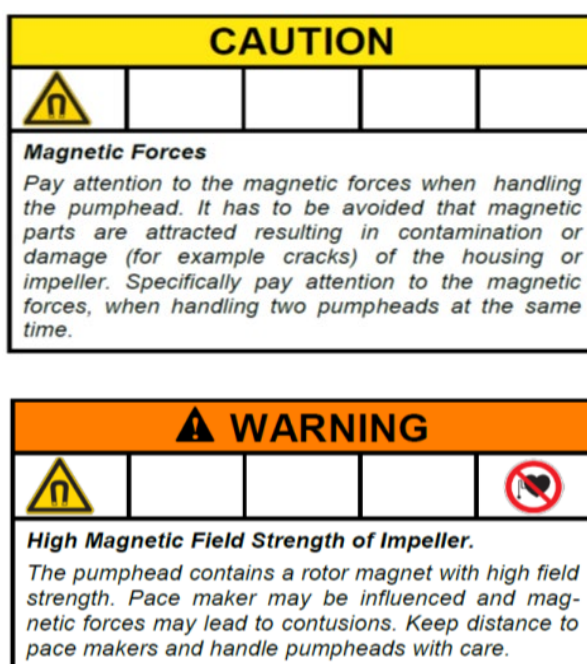 CAUTION
Magnetic Forces
Pay attention to the magnetic forces when handling
the pumphead. It has to be avoided that magnetic
parts are attracted resulting in contamination or
damage (for example cracks) of the housing or
impeller. Specifically pay attention to the magnetic
forces, when handling two pumpheads at the same
time.
WARNING
High Magnetic Field Strength of Impeller.
The pumphead contains a rotor magnet with high field
strength. Pace maker may be influenced and mag-
netic forces may lead to contusions. Keep distance to
pace makers and handle pumpheads with care.